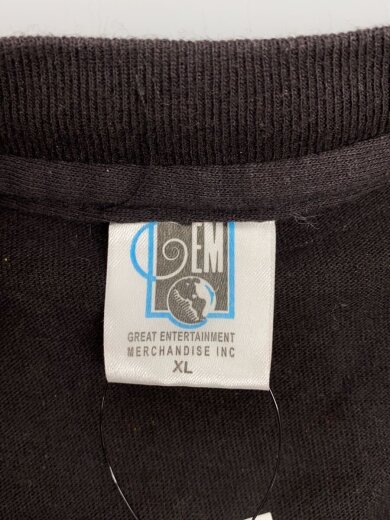 GEM
GREAT ENTERTAINMENT
MERCHANDISE INC
XL